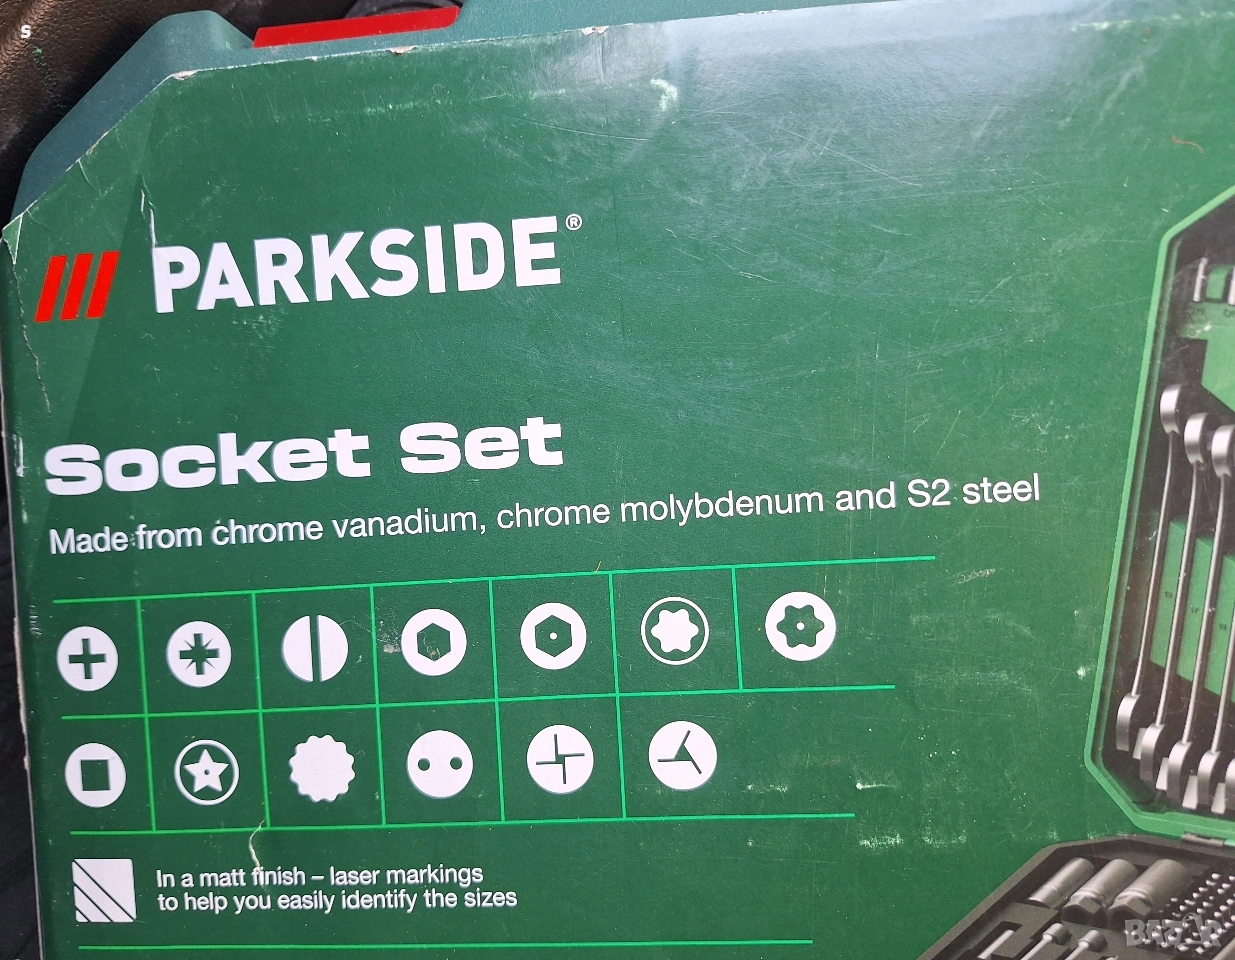 PARKSIDE®
Socket Set
Made from chrome vanadium, chrome molybdenum and S2 steel
In a matt finish – laser markings
to help you easily identify the sizes
BAZAR